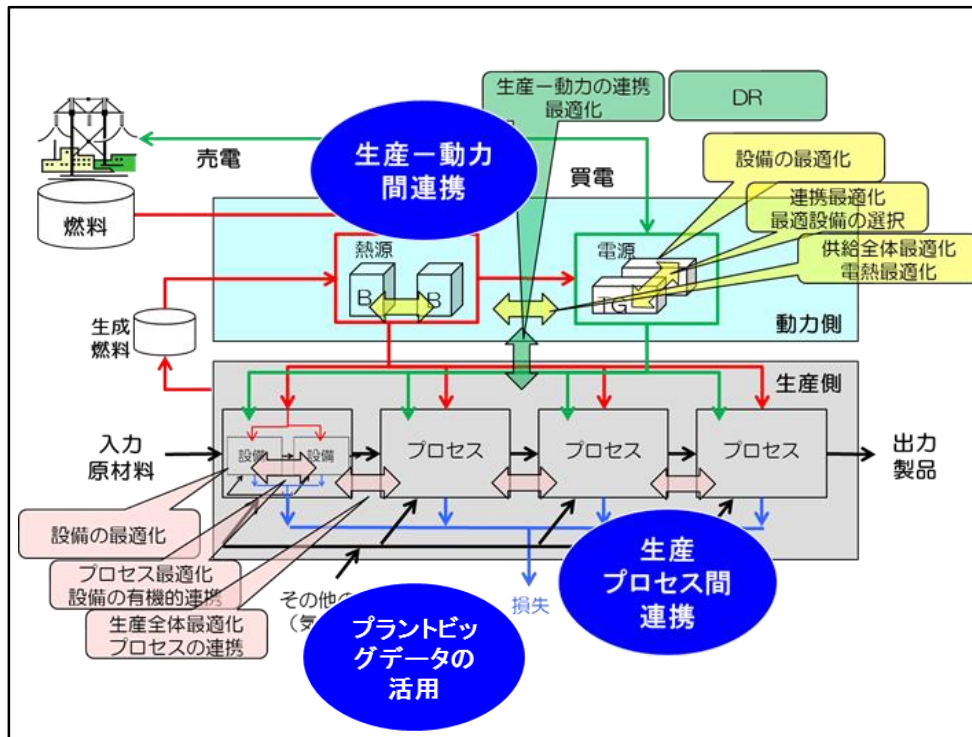 生産ー動力の連携
最適化
DR
売電
生産ー動力
間連携
買電
設備の最適化
連携最適化
最適設備の選択
供給全体最適化
電熱最適化
燃料
熱源
B
B
電源
TG
動力側
生成
燃料
生産側
入力
原材料
設備
設備
プロセス
プロセス
プロセス
出力
製品
設備の最適化
プロセス最適化
設備の有機的連携
生産全体最適化
プロセスの連携
その他の
(気
損失
プラントビッ
グデータの
活用
生産
プロセス間
連携